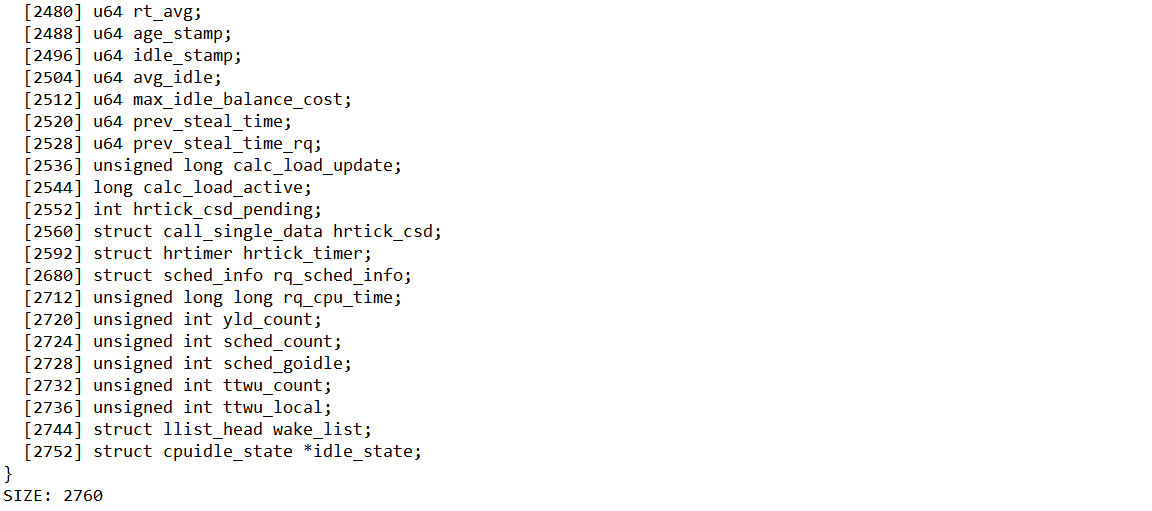 [2480] u64 rt_avg;
[2488] u64 age_stamp;
[2496] u64 idle_stamp;
[2504] u64 avg_idle;
[2512] u64 max_idle_balance_cost;
[2520] u64 prev_steal_time;
[2528] u64 prev_steal_time_rq;
[2536] unsigned long calc_load_update;
[2544] long calc_load_active;
[2552] int hrtick_csd_pending;
[2560] struct call_single_data hrtick_csd;
[2592] struct hrtimer hrtick_timer;
[2680] struct sched_info rq_sched_info;
[2712] unsigned long long rq_cpu_time;
[2720] unsigned int yld_count;
[2724] unsigned int sched_count;
[2728] unsigned int sched_goidle;
[2732] unsigned int ttwu_count;
[2736] unsigned int ttwu_local;
[2744] struct llist_head wake_list;
[2752] struct cpuidle_state *idle_state;
}
SIZE: 2760